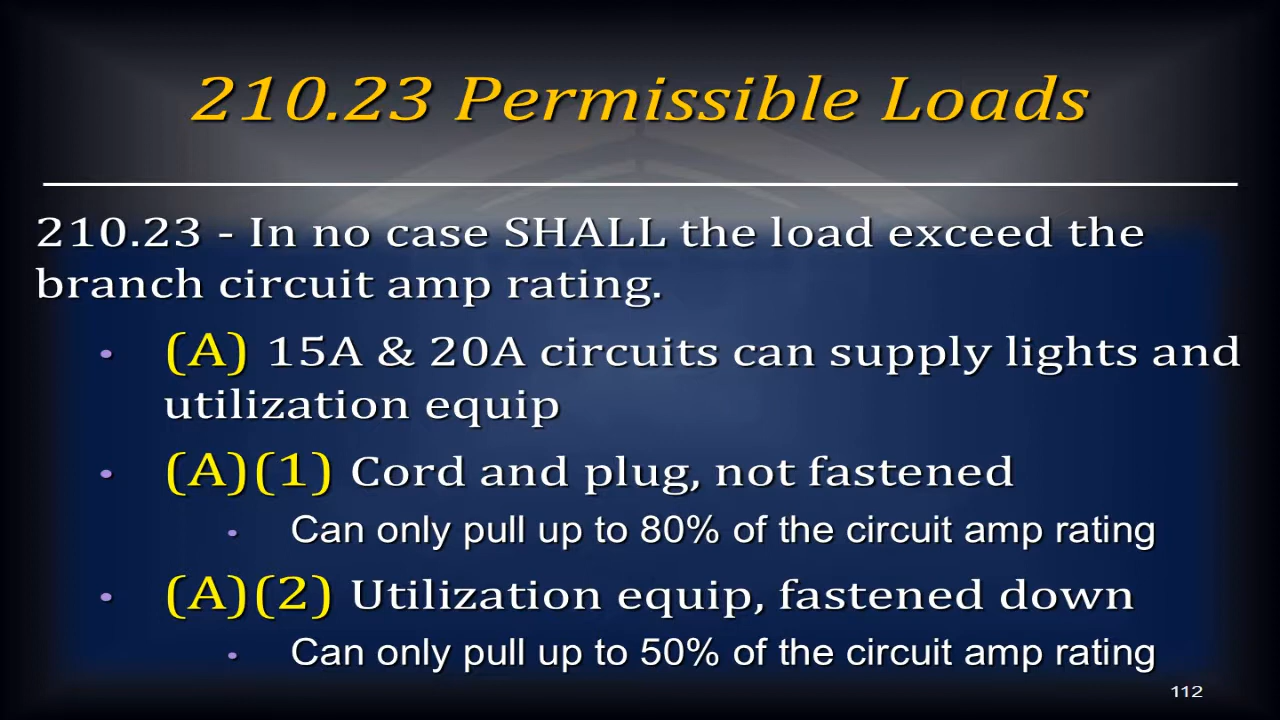 210.23 Permissible Loads
210.23 - In no case SHALL the load exceed the
branch circuit amp rating.
• (A) 15A & 20A circuits can supply lights and
utilization equip
• (A)(1) Cord and plug, not fastened
• Can only pull up to 80% of the circuit amp rating
• (A)(2) Utilization equip, fastened down
• Can only pull up to 50% of the circuit amp rating
112